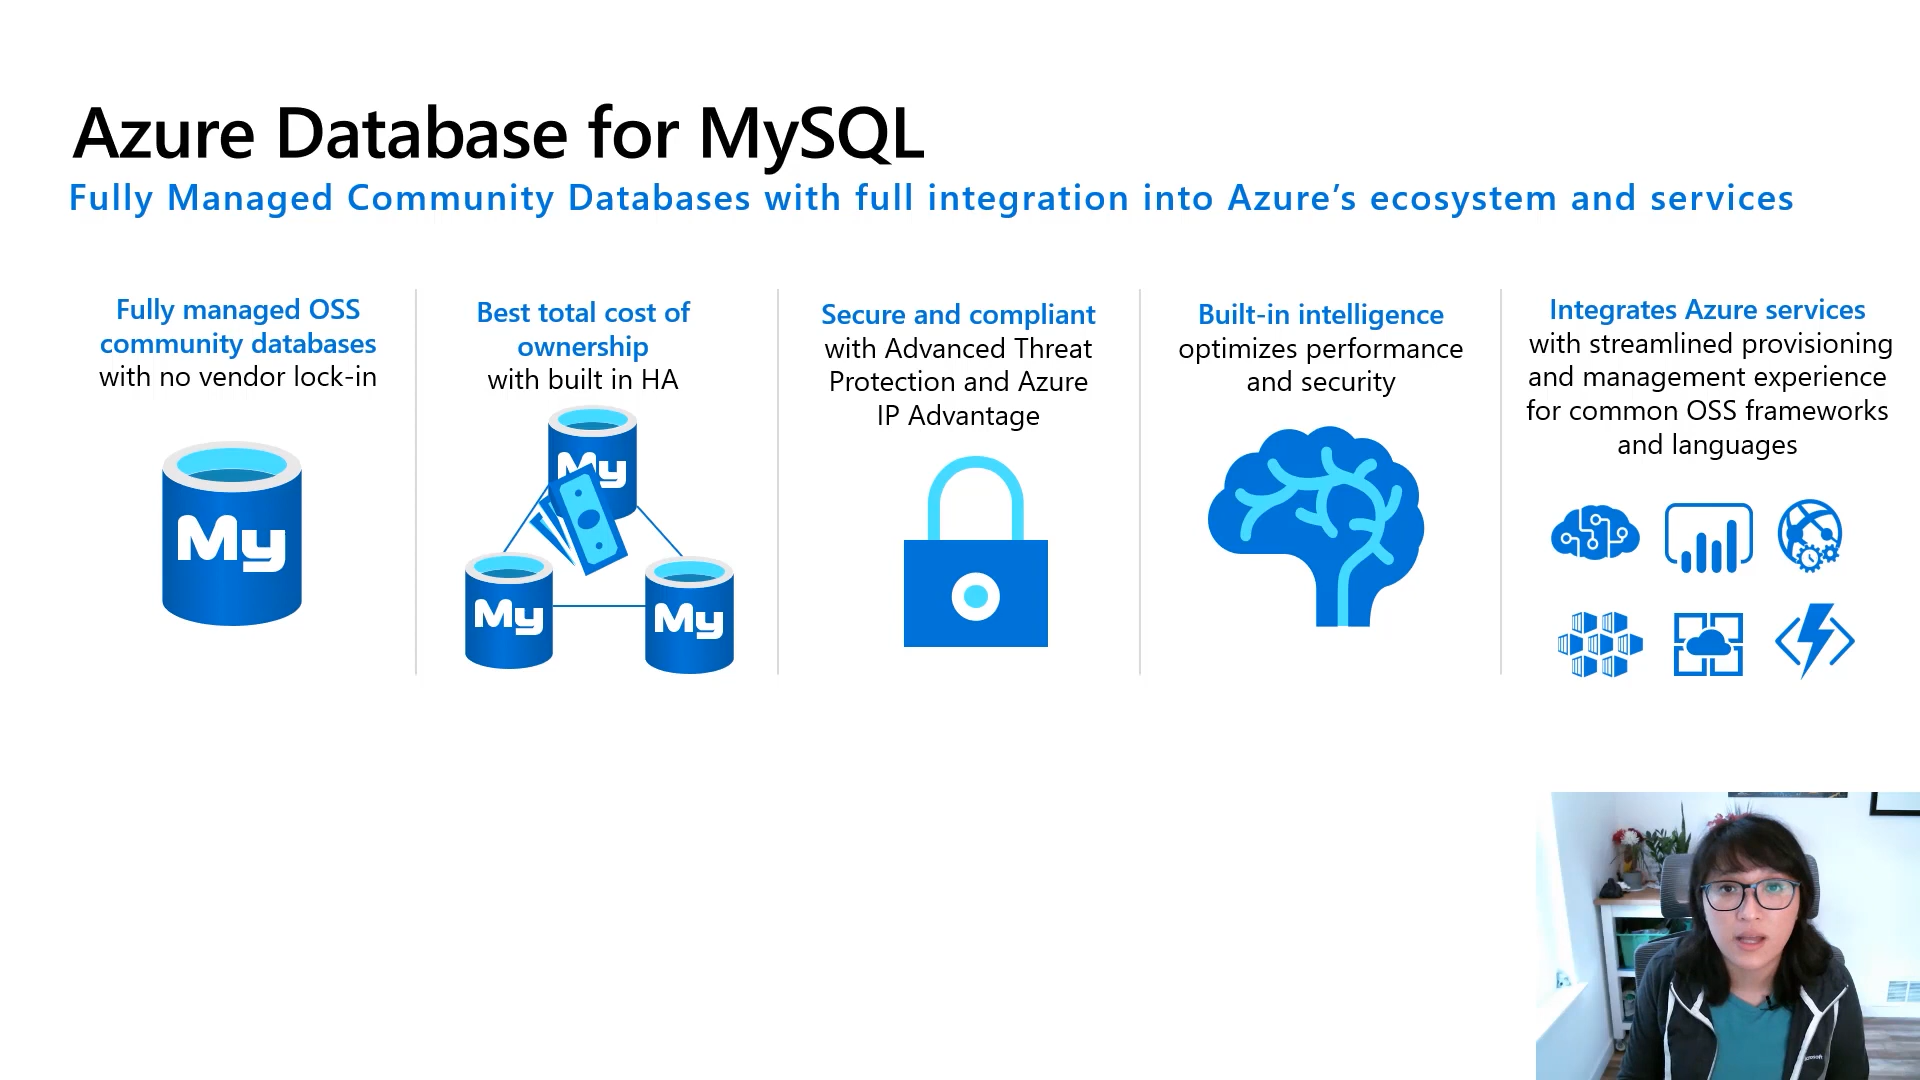 Azure Database for MySQL
Fully Managed Community Databases with full integration into Azure’s ecosystem and services
Fully managed OSS
community databases
with no vendor lock-in
My
Best total cost of
ownership
with built in HA
My
My
My
Secure and compliant
with Advanced Threat
Protection and Azure
IP Advantage
Built-in intelligence
optimizes performance
and security
Integrates Azure services
with streamlined provisioning
and management experience
for common OSS frameworks
and languages